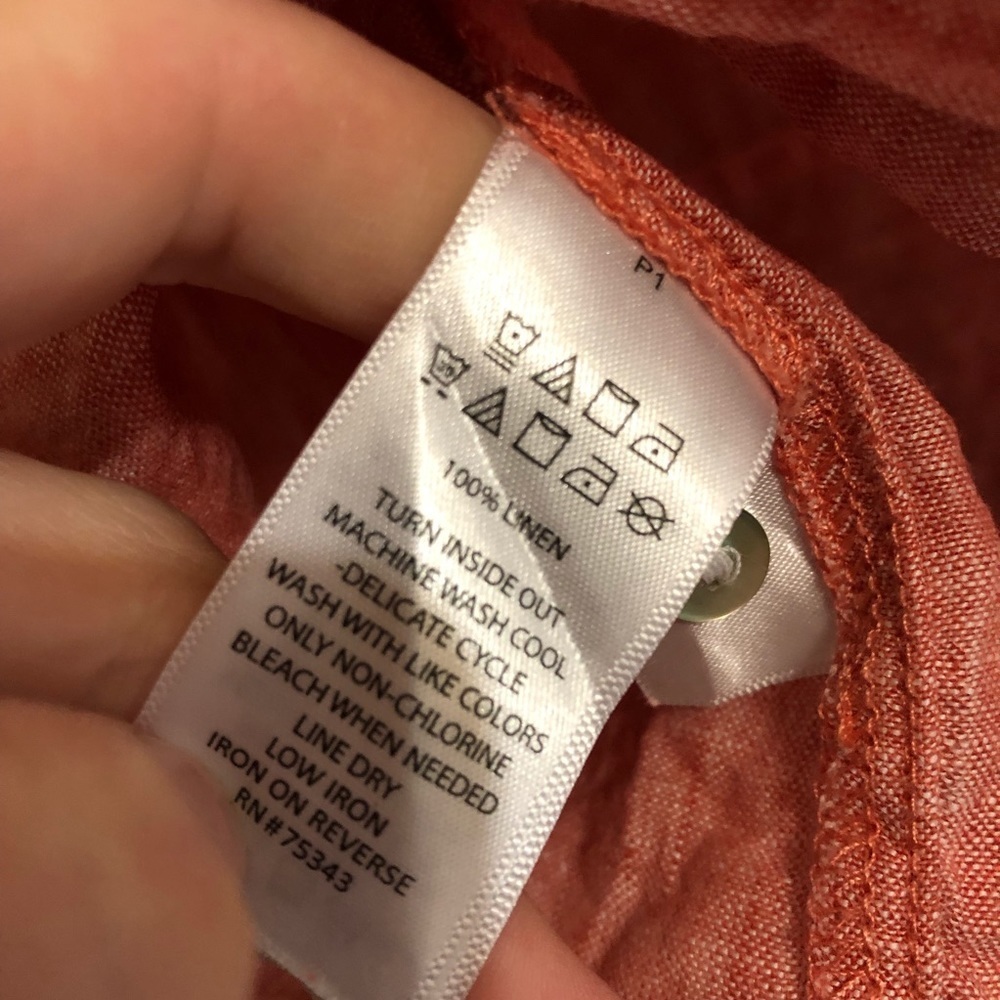 P1
100% LINEN
TURN INSIDE OUT
MACHINE WASH COOL
-DELICATE CYCLE
WASH WITH LIKE COLORS
ONLY NON-CHLORINE
BLEACH WHEN NEEDED
LINE DRY
LOW IRON
IRON ON REVERSE
RN#75343